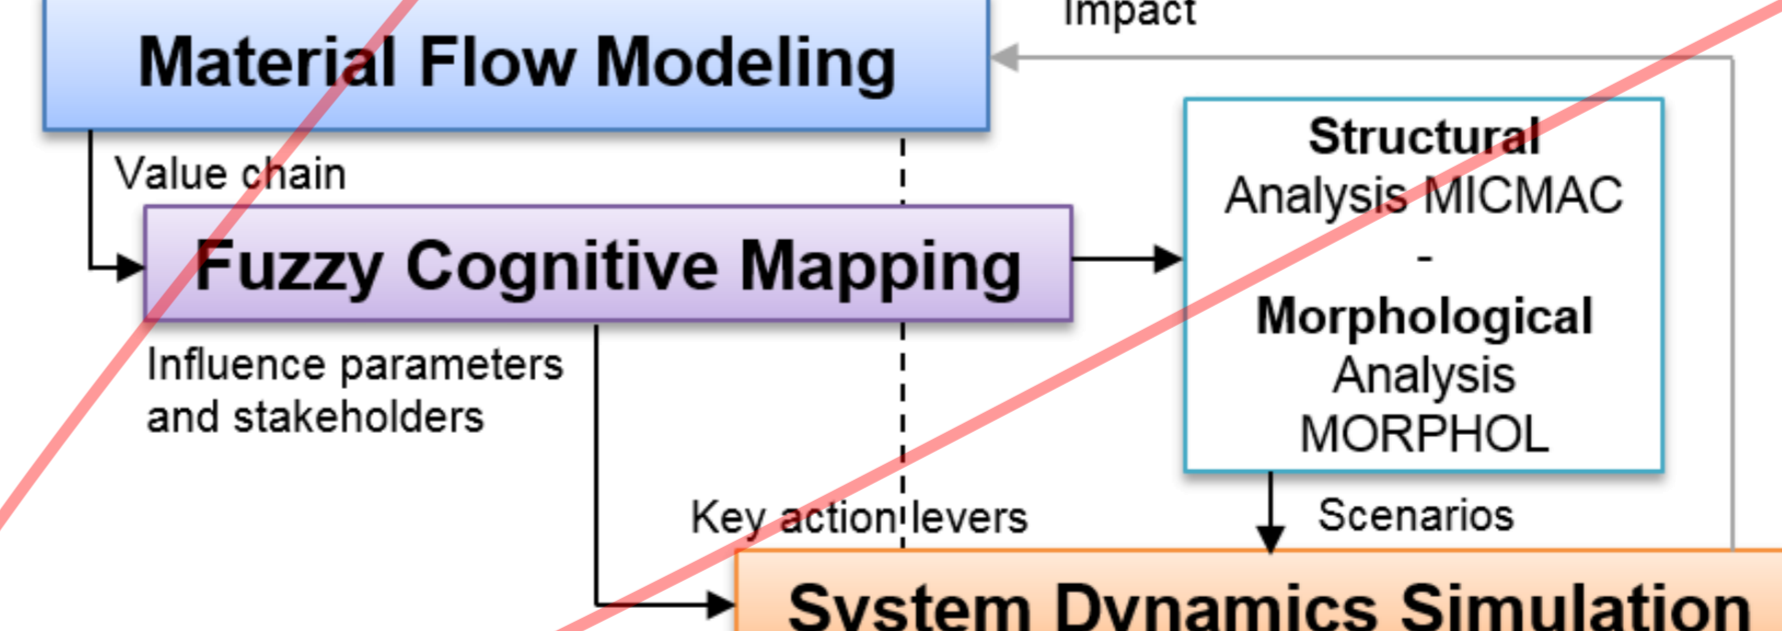 Impact
Material Flow Modeling
Value chain
Structural
Analysis MICMAC
-
Fuzzy Cognitive Mapping
Morphological
Analysis
MORPHOL
Influence parameters
and stakeholders
Key action levers
Scenarios
System Dynamics Simulation